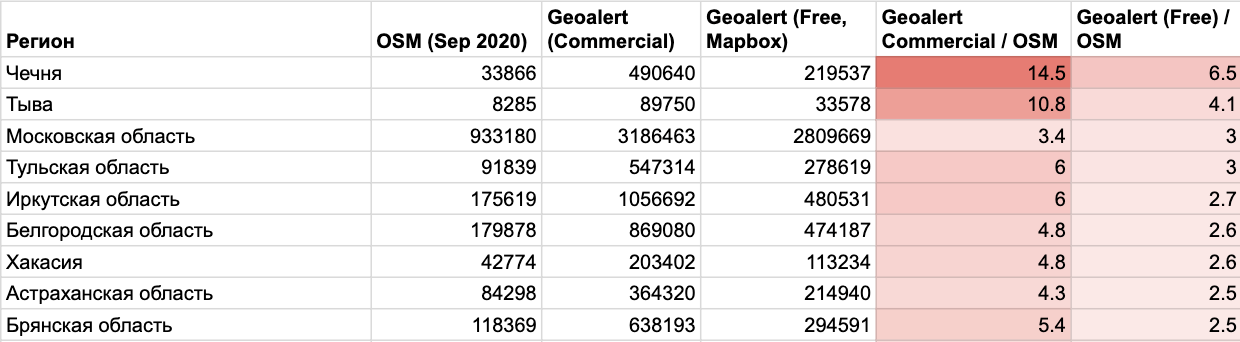 Регион OSM (Sep 2020) Geoalert (Commercial) Geoalert (Free, Mapbox) Geoalert Commercial / OSM Geoalert (Free) / OSM
Чечня 33866 490640 219537 14.5 6.5
Тыва 8285 89750 33578 10.8 4.1
Московская область 933180 3186463 2809669 3.4 3
Тульская область 91839 547314 278619 6 3
Иркутская область 175619 1056692 480531 6 2.7
Белгородская область 179878 869080 474187 4.8 2.6
Хакасия 42774 203402 113234 4.8 2.6
Астраханская область 84298 364320 214940 4.3 2.5
Брянская область 118369 638193 294591 5.4 2.5